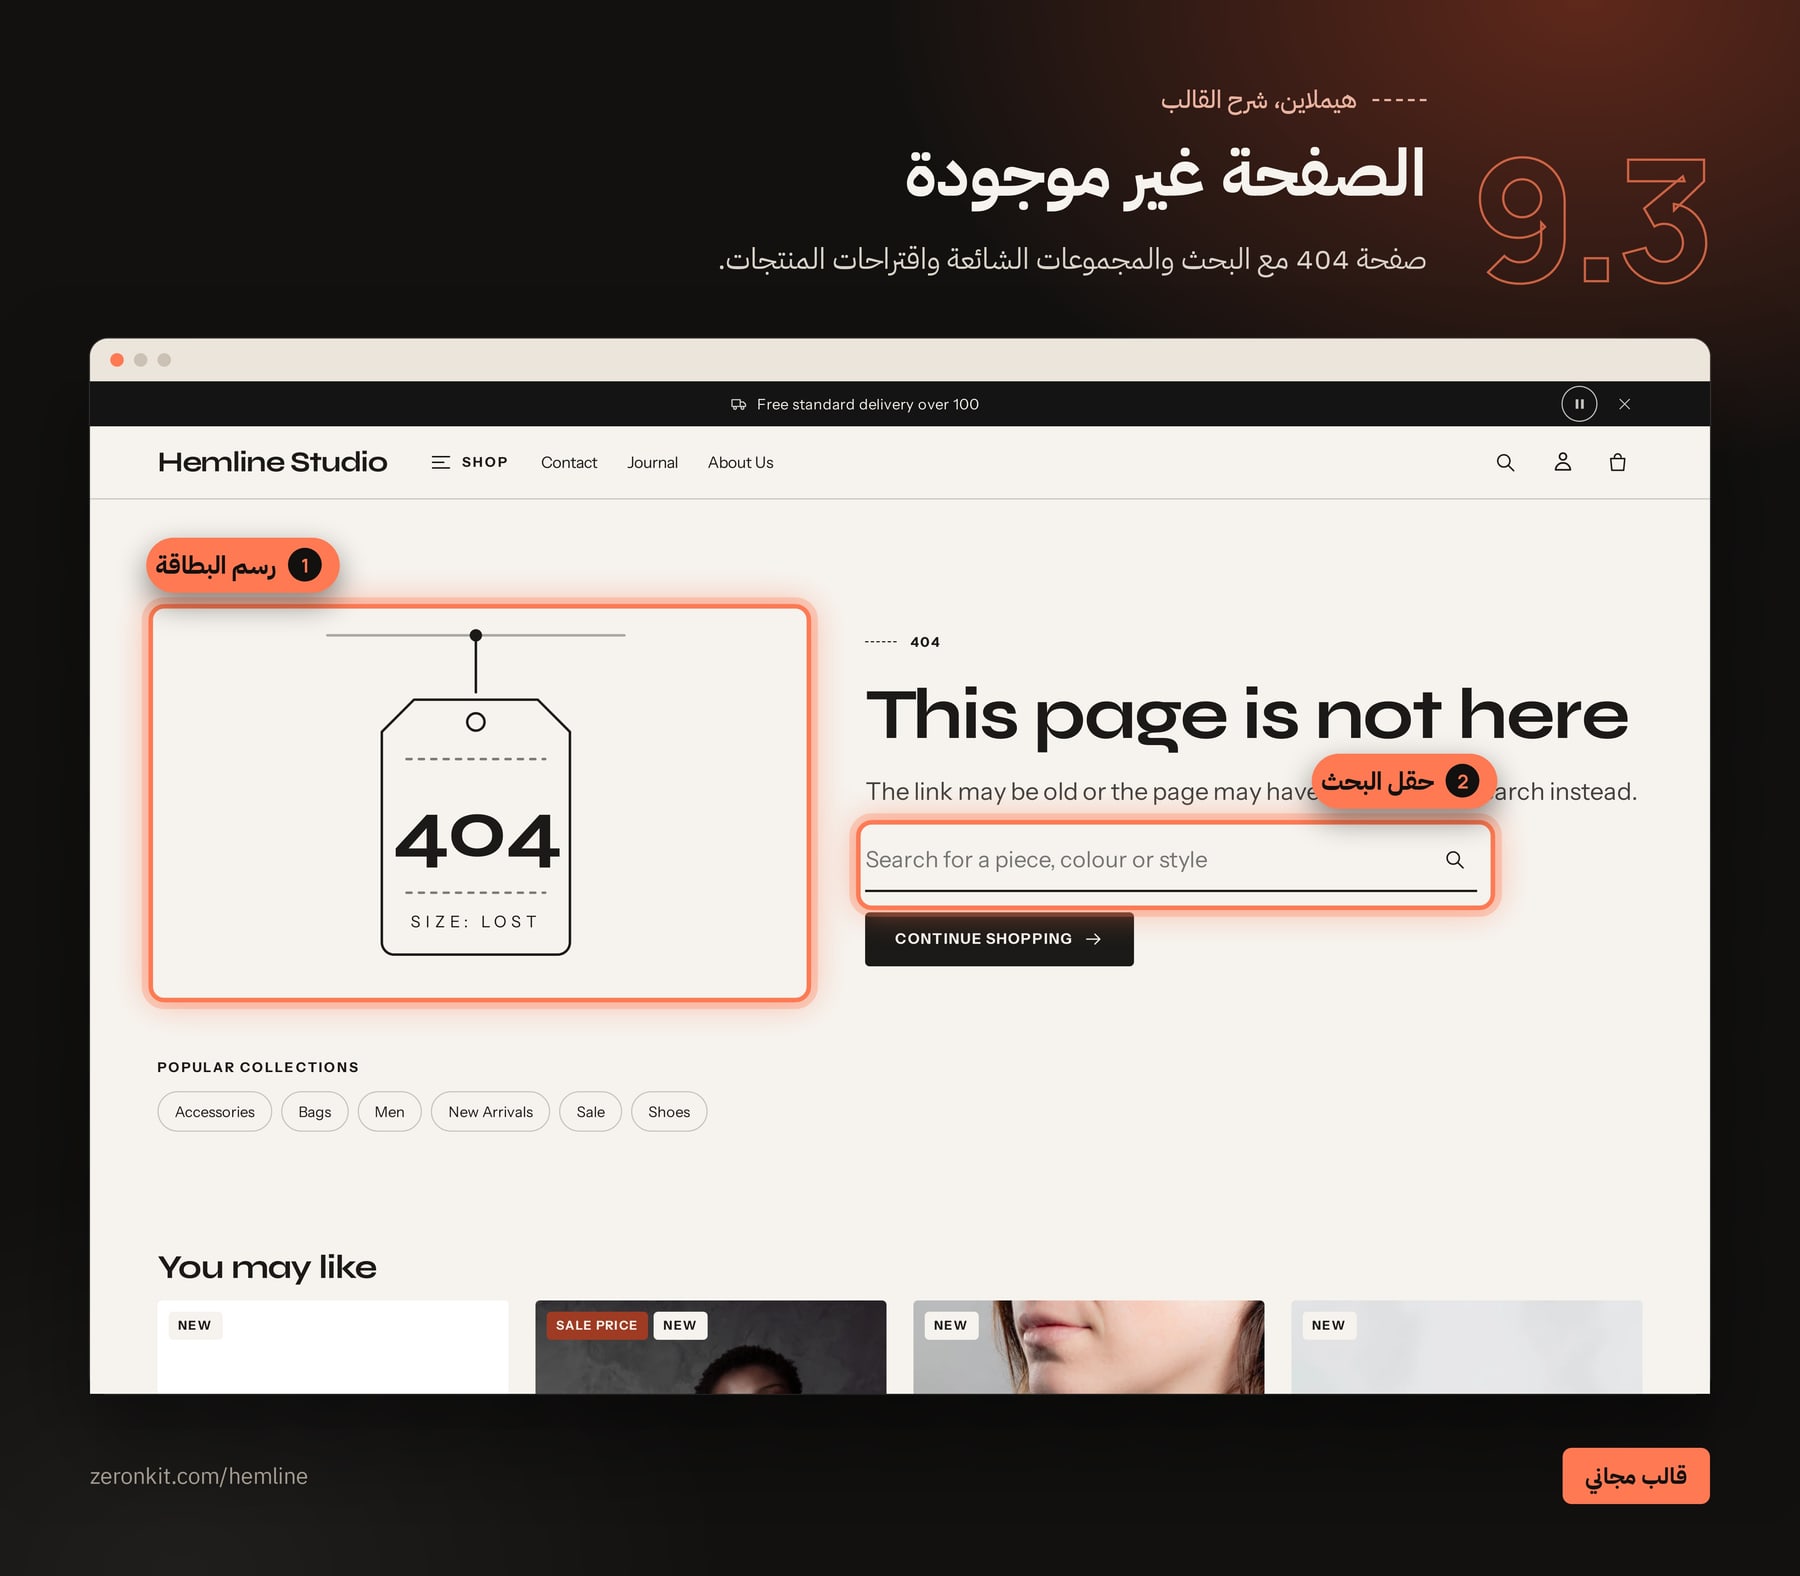 هيملاين، شرح القالب
9.3
الصفحة غير موجودة
صفحة 404 مع البحث والمجموعات الشائعة واقتراحات المنتجات.
Free standard delivery over 100
Hemline Studio
SHOP
Contact
Journal
About Us
1 رسم البطاقة
404
SIZE: LOST
404
This page is not here
2 حقل البحث
The link may be old or the page may have
arch instead.
Search for a piece, colour or style
CONTINUE SHOPPING
POPULAR COLLECTIONS
Accessories
Bags
Men
New Arrivals
Sale
Shoes
You may like
NEW
SALE PRICE
NEW
NEW
NEW
zeronkit.com/hemline
قالب مجاني